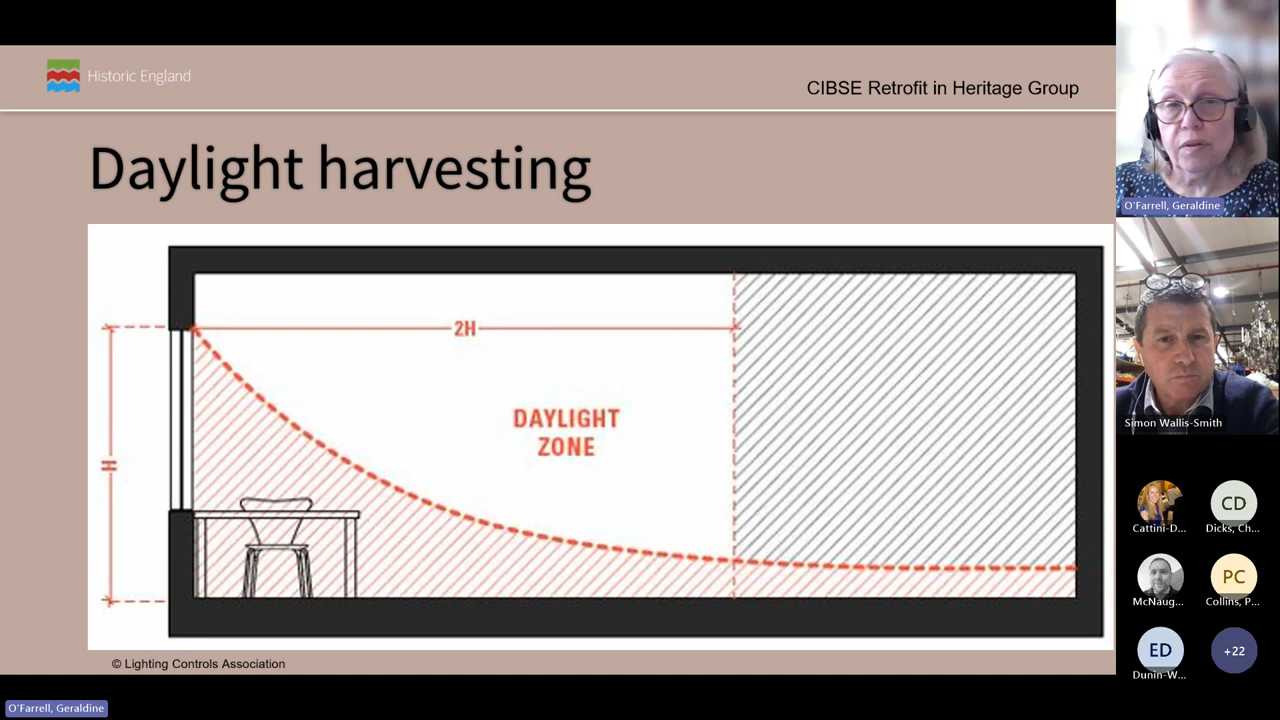 Historic England
CIBSE Retrofit in Heritage Group
Daylight harvesting
2H
H
DAYLIGHT
ZONE
© Lighting Controls Association
O'Farrell, Geraldine
Simon Wallis-Smith
Cattini-D...
CD
Dicks, Ch...
McNaug...
PC
Collins, P...
ED
Dunin-W...
+22
O'Farrell, Geraldine